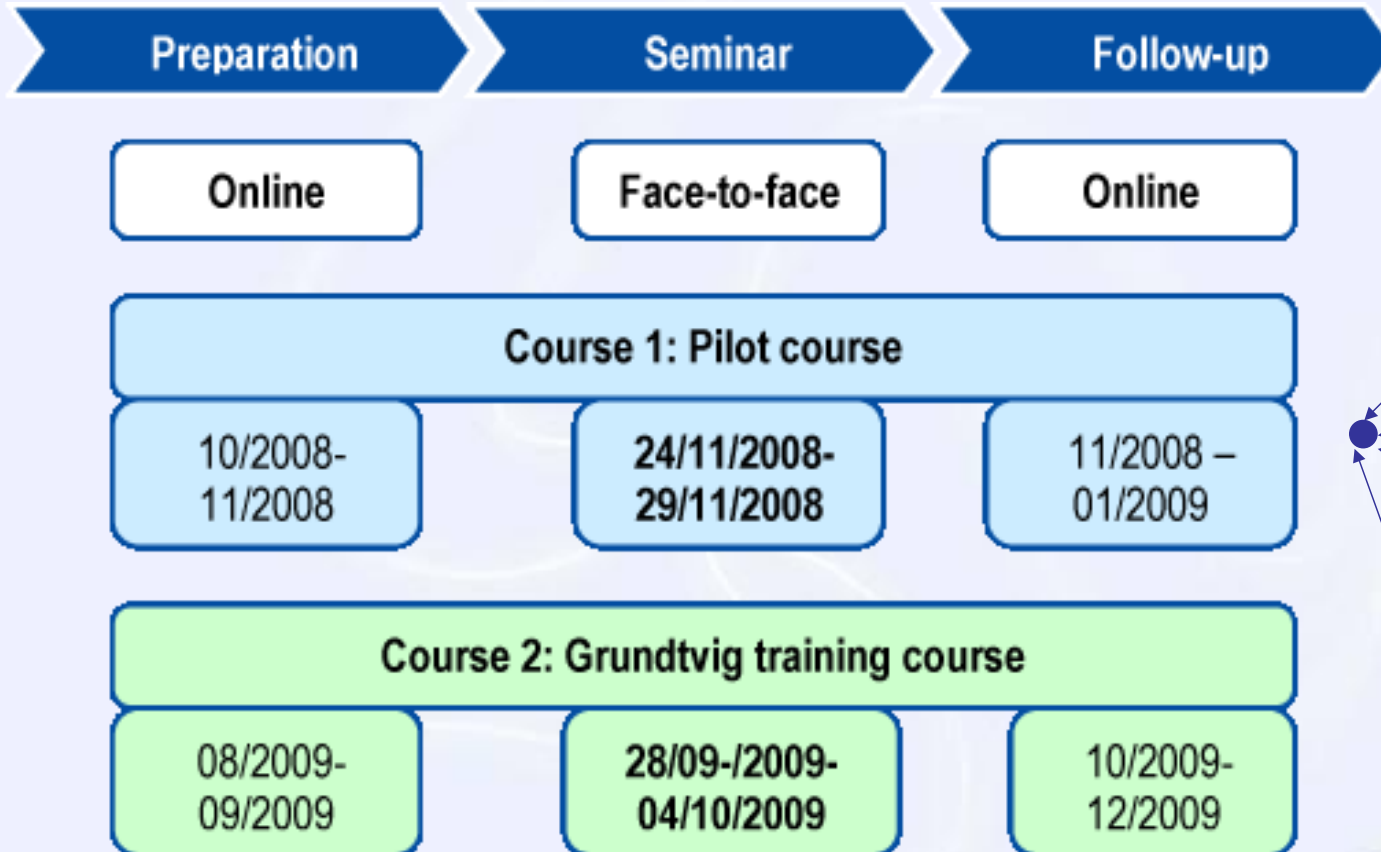 Preparation
Seminar
Follow-up
Online
Face-to-face
Online
Course 1: Pilot course
10/2008-
11/2008
24/11/2008-
29/11/2008
11/2008 –
01/2009
Course 2: Grundtvig training course
08/2009-
09/2009
28/09-/2009-
04/10/2009
10/2009-
12/2009